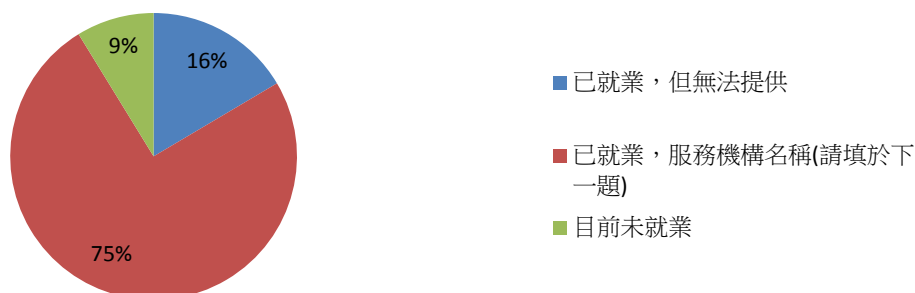 9%
16%
75%
已就業，但無法提供
已就業，服務機構名稱(請填於下
一題)
目前未就業